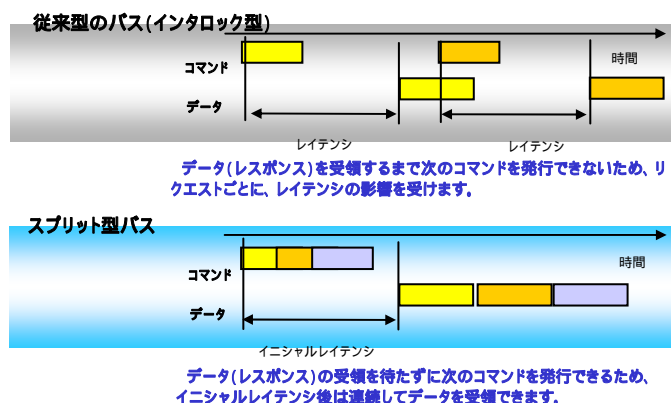 従来型のバス(インタロック型)
コマンド
時間
データ
レイテンシ
レイテンシ
データ(レスポンス)を受領するまで次のコマンドを発行できないため、リ
クエストごとに、レイテンシの影響を受けます。
スプリット型バス
コマンド
時間
データ
イニシャルレイテンシ
データ(レスポンス)の受領を待たずに次のコマンドを発行できるため、
イニシャルレイテンシ後は連続してデータを受領できます。